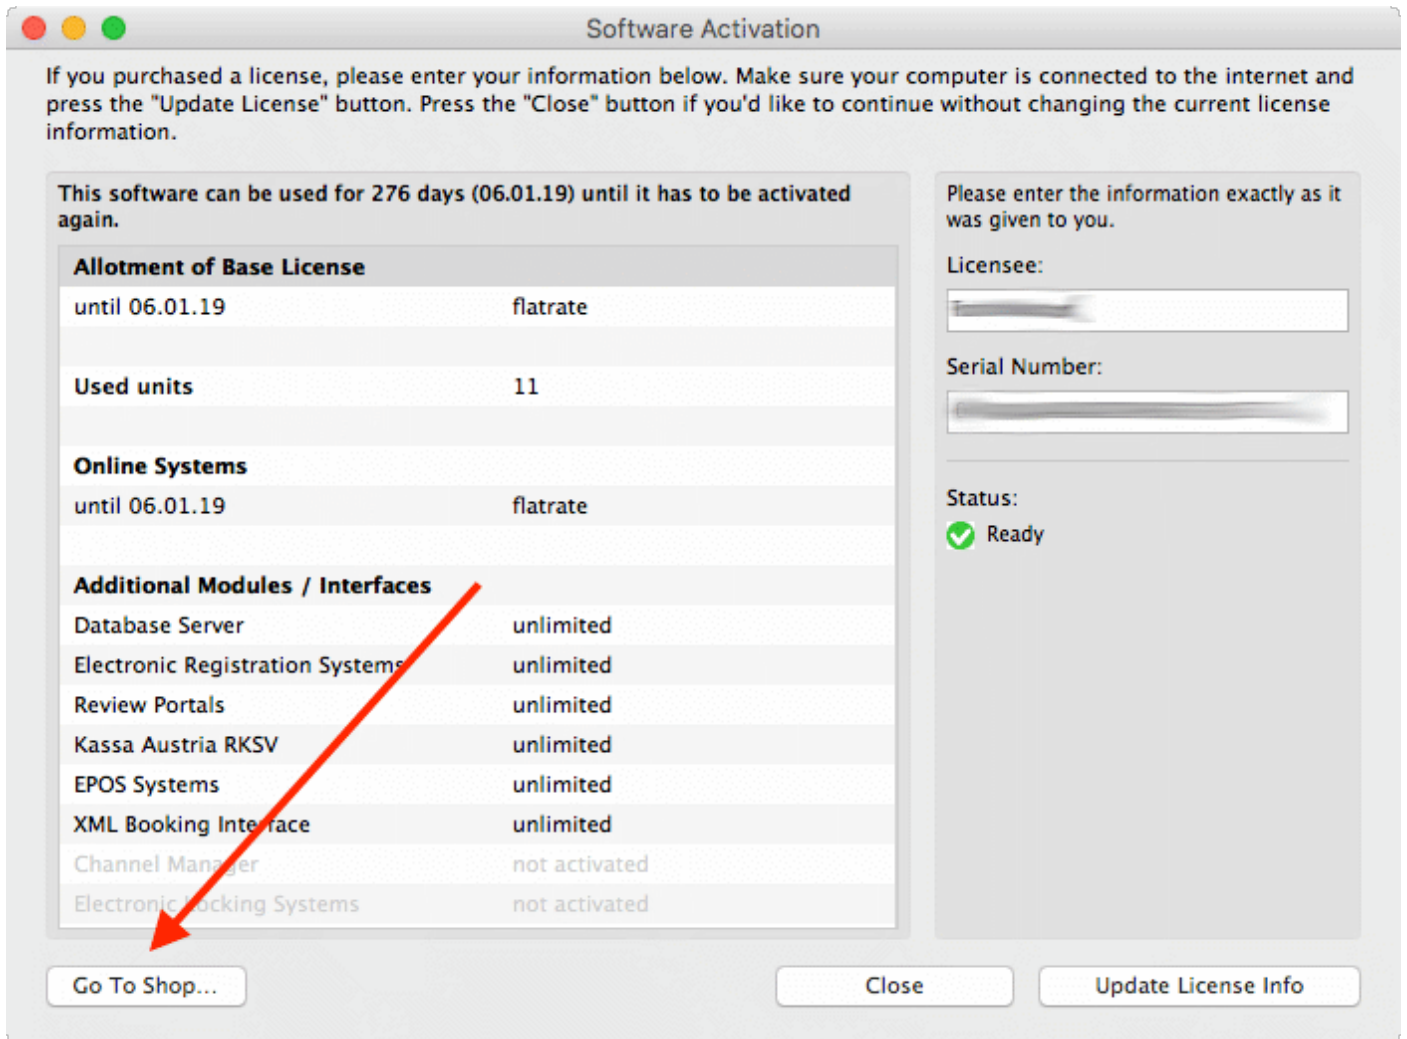 Software Activation
If you purchased a license, please enter your information below. Make sure your computer is connected to the internet and
press the "Update License" button. Press the "Close" button if you'd like to continue without changing the current license
information.
This software can be used for 276 days (06.01.19) until it has to be activated
again.
Allotment of Base License
until 06.01.19 flatrate
Used units 11
Online Systems
until 06.01.19 flatrate
Additional Modules / Interfaces
Database Server unlimited
Electronic Registration Systems unlimited
Review Portals unlimited
Kassa Austria RKSV unlimited
EPOS Systems unlimited
XML Booking Interface unlimited
Channel Manager not activated
Electronic Locking Systems not activated
Please enter the information exactly as it
was given to you.
Licensee:
Serial Number:
Status:
Ready
Go To Shop...
Close
Update License Info